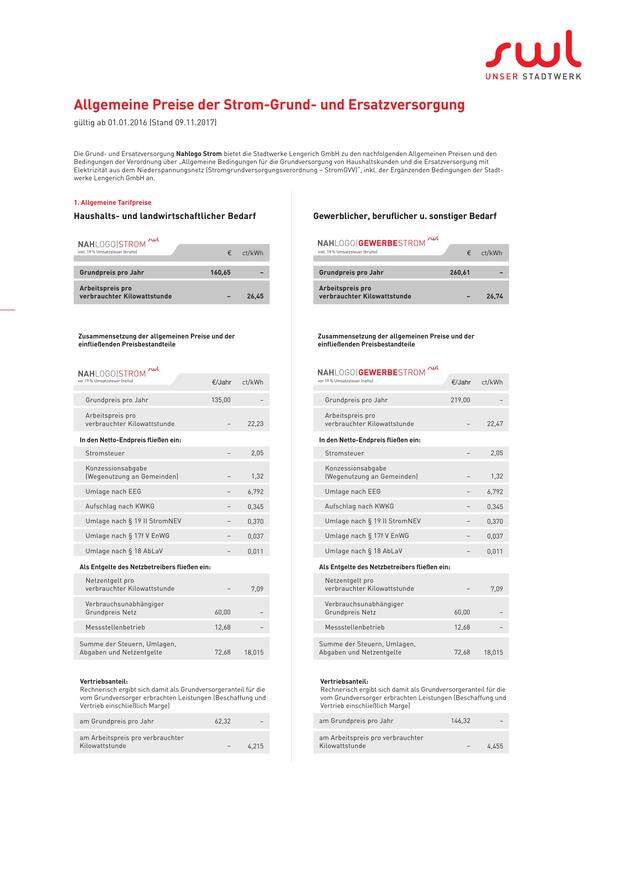 swl
UNSER STADTWERK
Allgemeine Preise der Strom-Grund- und Ersatzversorgung
gültig ab 01.01.2016 (Stand 09.11.2017)
Die Grund- und Ersatzversorgung Nahlogo Strom bietet die Stadtwerke Lengerich GmbH zu den nachfolgenden Allgemeinen Preisen und den
Bedingungen der Verordnung über „Allgemeine Bedingungen für die Grundversorgung von Haushaltskunden und die Ersatzversorgung mit
Elektrizität aus dem Niederspannungsnetz (Stromgrundversorgungsverordnung – StromGVV)", inkl. der Ergänzenden Bedingungen der Stadt-
werke Lengerich GmbH an.
1. Allgemeine Tarifpreise
Haushalts- und landwirtschaftlicher Bedarf
NAHLOGO|STROM swl
inkl. 19 % Umsatzsteuer (brutto)
€ ct/kWh
Grundpreis pro Jahr 160,65 –
Arbeitspreis pro
verbrauchter Kilowattstunde – 26,45
Zusammensetzung der allgemeinen Preise und der
einfließenden Preisbestandteile
NAHLOGO|STROM swl
vor 19 % Umsatzsteuer (netto)
€/Jahr ct/kWh
Grundpreis pro Jahr 135,00 –
Arbeitspreis pro
verbrauchter Kilowattstunde – 22,23
In den Netto-Endpreis fließen ein:
Stromsteuer – 2,05
Konzessionsabgabe
(Wegenutzung an Gemeinden) – 1,32
Umlage nach EEG – 6,792
Aufschlag nach KWKG – 0,345
Umlage nach § 19 II StromNEV – 0,370
Umlage nach § 17f V EnWG – 0,037
Umlage nach § 18 AbLaV – 0,011
Als Entgelte des Netzbetreibers fließen ein:
Netzentgelt pro
verbrauchter Kilowattstunde – 7,09
Verbrauchsunabhängiger
Grundpreis Netz 60,00 –
Messstellenbetrieb 12,68 –
Summe der Steuern, Umlagen,
Abgaben und Netzentgelte 72,68 18,015
Vertriebsanteil:
Rechnerisch ergibt sich damit als Grundversorgeranteil für die
vom Grundversorger erbrachten Leistungen (Beschaffung und
Vertrieb einschließlich Marge)
am Grundpreis pro Jahr 62,32 –
am Arbeitspreis pro verbrauchter
Kilowattstunde – 4,215
Gewerblicher, beruflicher u. sonstiger Bedarf
NAHLOGO|GEWERBESTROM swl
inkl. 19 % Umsatzsteuer (brutto)
€ ct/kWh
Grundpreis pro Jahr 260,61 –
Arbeitspreis pro
verbrauchter Kilowattstunde – 26,74
Zusammensetzung der allgemeinen Preise und der
einfließenden Preisbestandteile
NAHLOGO|GEWERBESTROM swl
vor 19 % Umsatzsteuer (netto)
€/Jahr ct/kWh
Grundpreis pro Jahr 219,00 –
Arbeitspreis pro
verbrauchter Kilowattstunde – 22,47
In den Netto-Endpreis fließen ein:
Stromsteuer – 2,05
Konzessionsabgabe
(Wegenutzung an Gemeinden) – 1,32
Umlage nach EEG – 6,792
Aufschlag nach KWKG – 0,345
Umlage nach § 19 II StromNEV – 0,370
Umlage nach § 17f V EnWG – 0,037
Umlage nach § 18 AbLaV – 0,011
Als Entgelte des Netzbetreibers fließen ein:
Netzentgelt pro
verbrauchter Kilowattstunde – 7,09
Verbrauchsunabhängiger
Grundpreis Netz 60,00 –
Messstellenbetrieb 12,68 –
Summe der Steuern, Umlagen,
Abgaben und Netzentgelte 72,68 18,015
Vertriebsanteil:
Rechnerisch ergibt sich damit als Grundversorgeranteil für die
vom Grundversorger erbrachten Leistungen (Beschaffung und
Vertrieb einschließlich Marge)
am Grundpreis pro Jahr 146,32 –
am Arbeitspreis pro verbrauchter
Kilowattstunde – 4,455